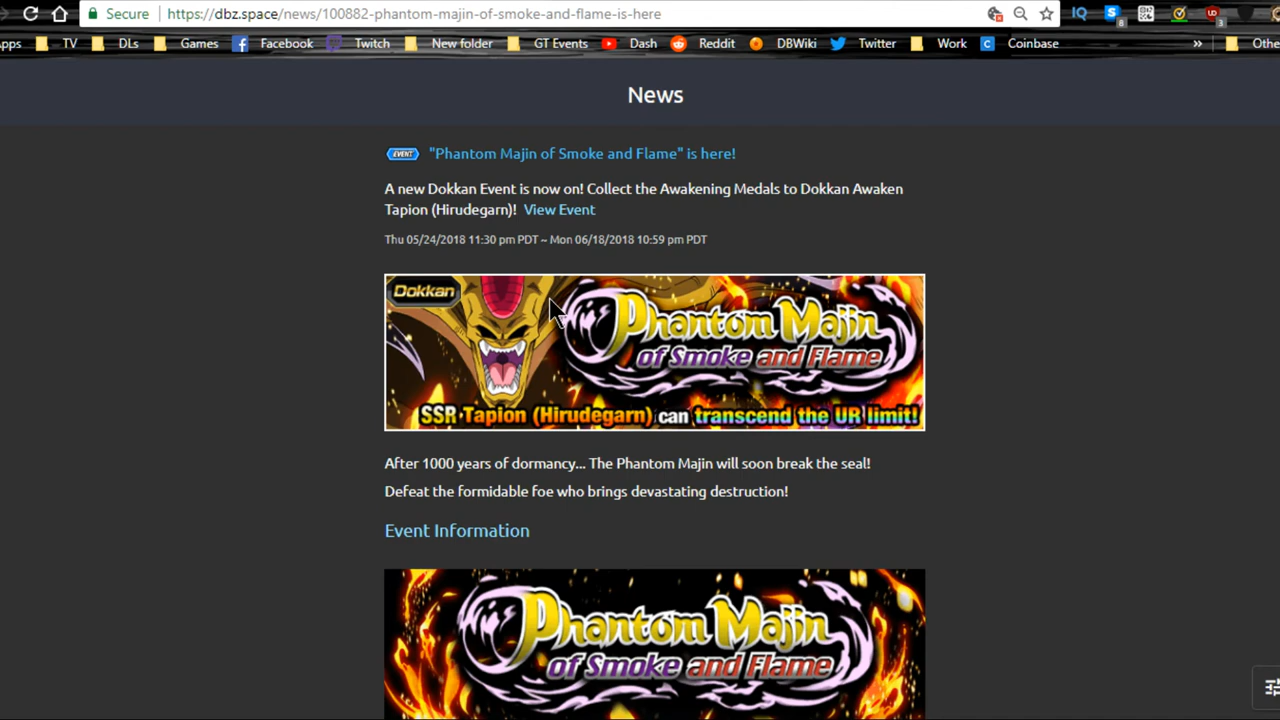 Secure https://dbz.space/news/100882-phantom-majin-of-smoke-and-flame-is-here IQ 8 3
Apps TV DLs Games Facebook Twitch New folder GT Events Dash Reddit DBWiki Twitter Work Coinbase » Othe
News
EVENT "Phantom Majin of Smoke and Flame" is here!
A new Dokkan Event is now on! Collect the Awakening Medals to Dokkan Awaken
Tapion (Hirudegarn)! View Event
Thu 05/24/2018 11:30 pm PDT ~ Mon 06/18/2018 10:59 pm PDT
Dokkan
Phantom Majin
of Smoke and Flame
SSR Tapion (Hirudegarn) can transcend the UR limit!
After 1000 years of dormancy... The Phantom Majin will soon break the seal!
Defeat the formidable foe who brings devastating destruction!
Event Information
Phantom Majin
of Smoke and Flame